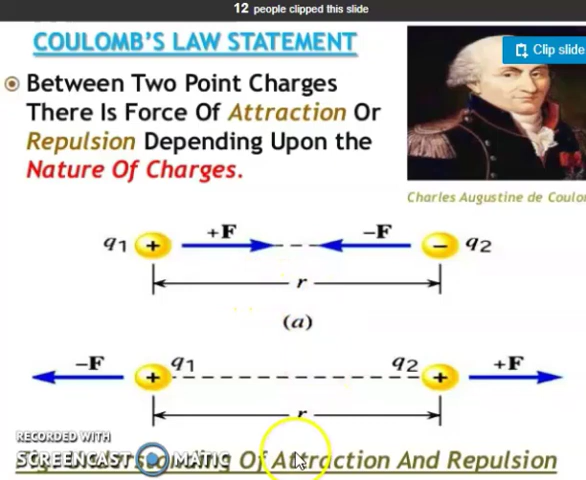 12 people clipped this slide
COULOMB'S LAW STATEMENT
Clip slide
Between Two Point Charges
There Is Force Of Attraction Or
Repulsion Depending Upon the
Nature Of Charges.
Charles Augustine de Coulo
q1 + +F −F − q2
r
(a)
−F q1 q2 +F
+ +
r
RECORDED WITH
SCREENCAST MATIC
Of Attraction And Repulsion